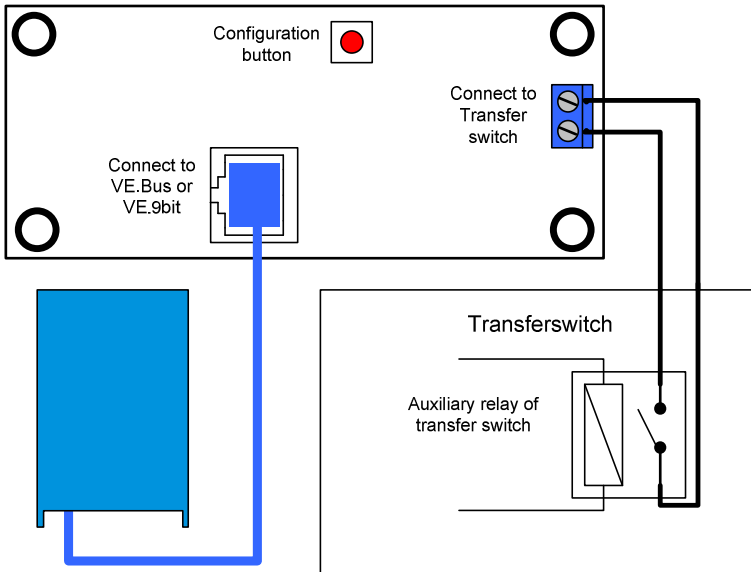 Configuration
button
Connect to
Transfer
switch
Connect to
VE.Bus or
VE.9bit
Transferswitch
Auxiliary relay of
transfer switch